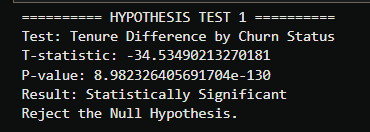 ========== HYPOTHESIS TEST 1 ==========
Test: Tenure Difference by Churn Status
T-statistic: -34.53490213270181
P-value: 8.982326405691704e-130
Result: Statistically Significant
Reject the Null Hypothesis.